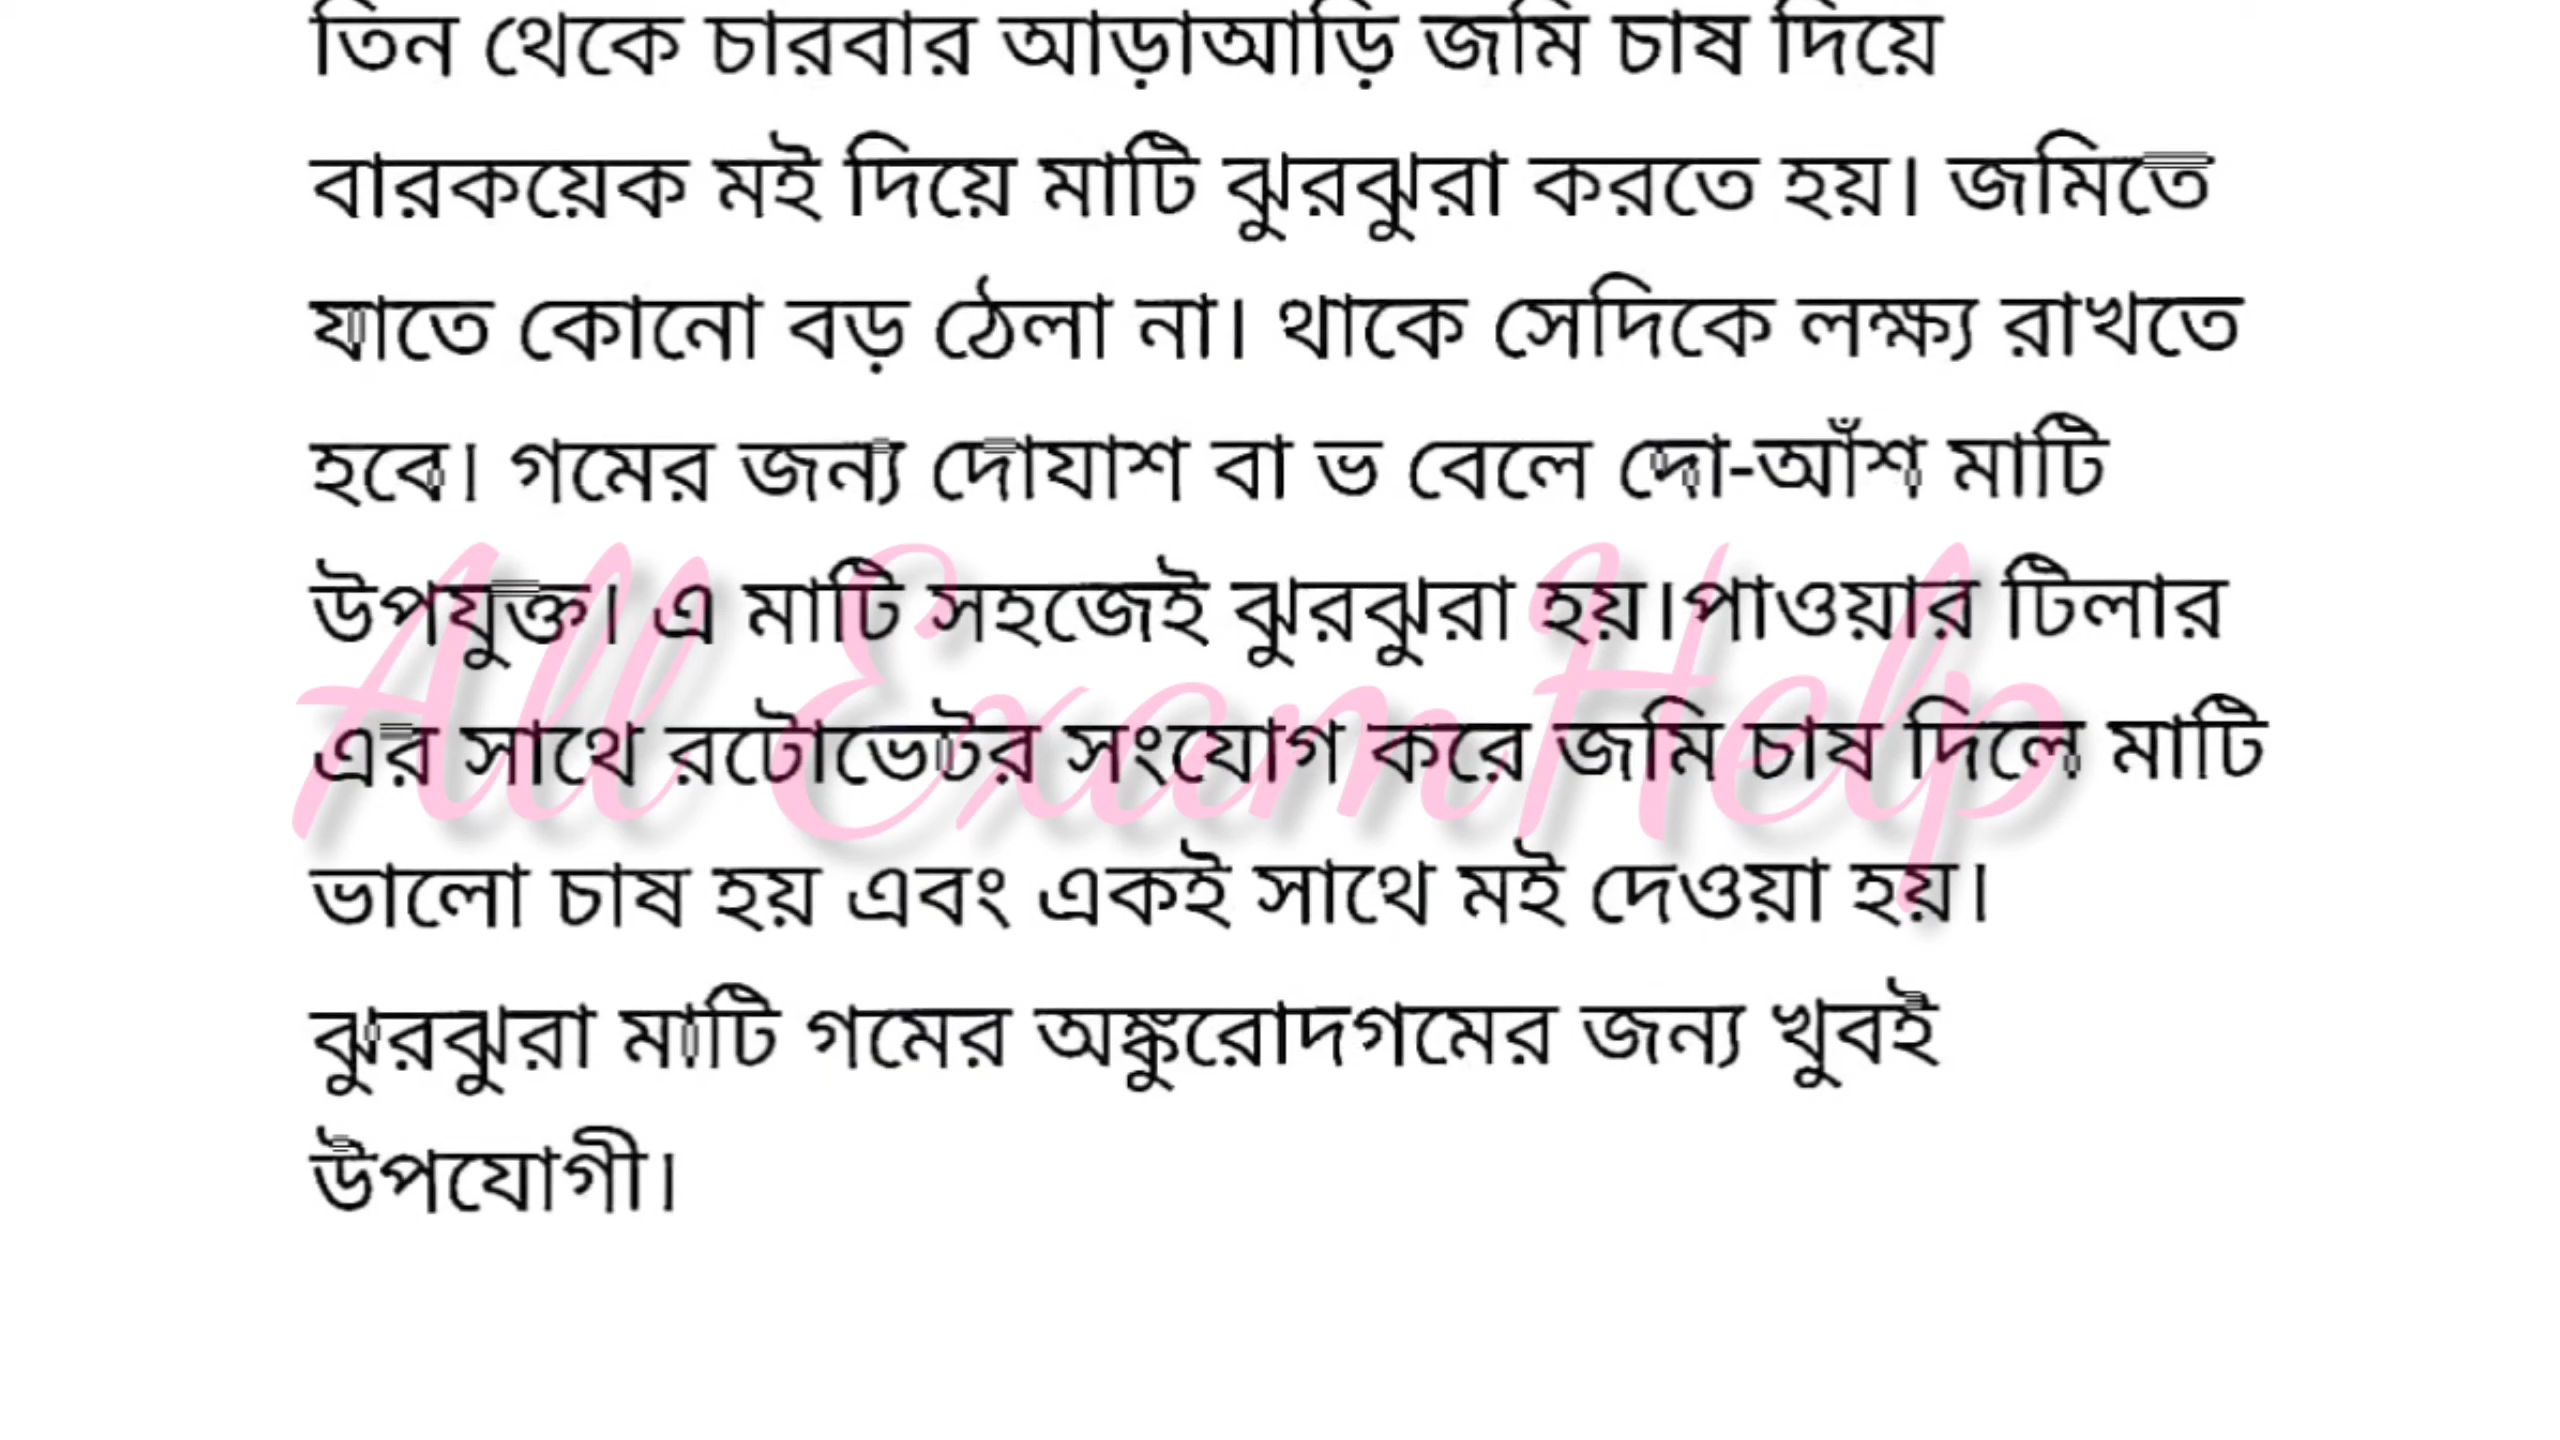 তিন থেকে চারবার আড়াআড়ি জমি চাষ দিয়ে
বারকয়েক মই দিয়ে মাটি ঝুরঝুরা করতে হয়। জমিতে
যাতে কোনো বড় ঠেলা না। থাকে সেদিকে লক্ষ্য রাখতে
হবে। গমের জন্য দোযাশ বা ভ বেলে দো-আঁশ মাটি
উপযুক্ত। এ মাটি সহজেই ঝুরঝুরা হয়।পাওয়ার টিলার
এর সাথে রটোভেটর সংযোগ করে জমি চাষ দিলে মাটি
ভালো চাষ হয় এবং একই সাথে মই দেওয়া হয়।
ঝুরঝুরা মাটি গমের অঙ্কুরোদগমের জন্য খুবই
উপযোগী।
All Exam Help